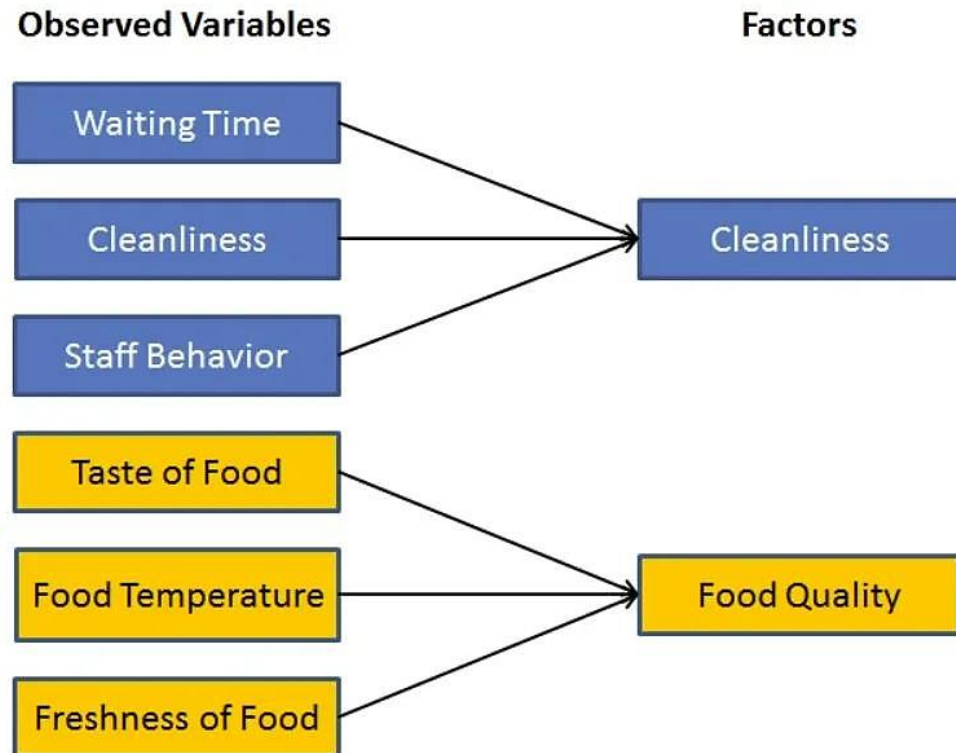 Observed Variables
Factors
Waiting Time
Cleanliness
Cleanliness
Staff Behavior
Taste of Food
Food Temperature
Food Quality
Freshness of Food